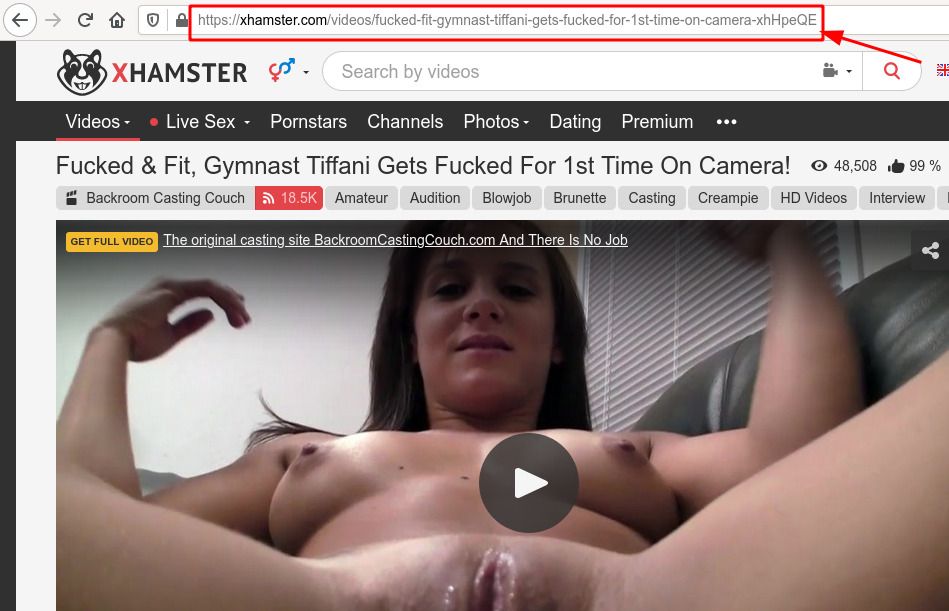 https://xhamster.com/videos/fucked-fit-gymnast-tiffani-gets-fucked-for-1st-time-on-camera-xhHpeQE
XHAMSTER
Search by videos
Videos
Live Sex
Pornstars
Channels
Photos
Dating
Premium
Fucked & Fit, Gymnast Tiffani Gets Fucked For 1st Time On Camera! 48,508 99 %
Backroom Casting Couch 18.5K Amateur Audition Blowjob Brunette Casting Creampie HD Videos Interview
GET FULL VIDEO The original casting site BackroomCastingCouch.com And There Is No Job